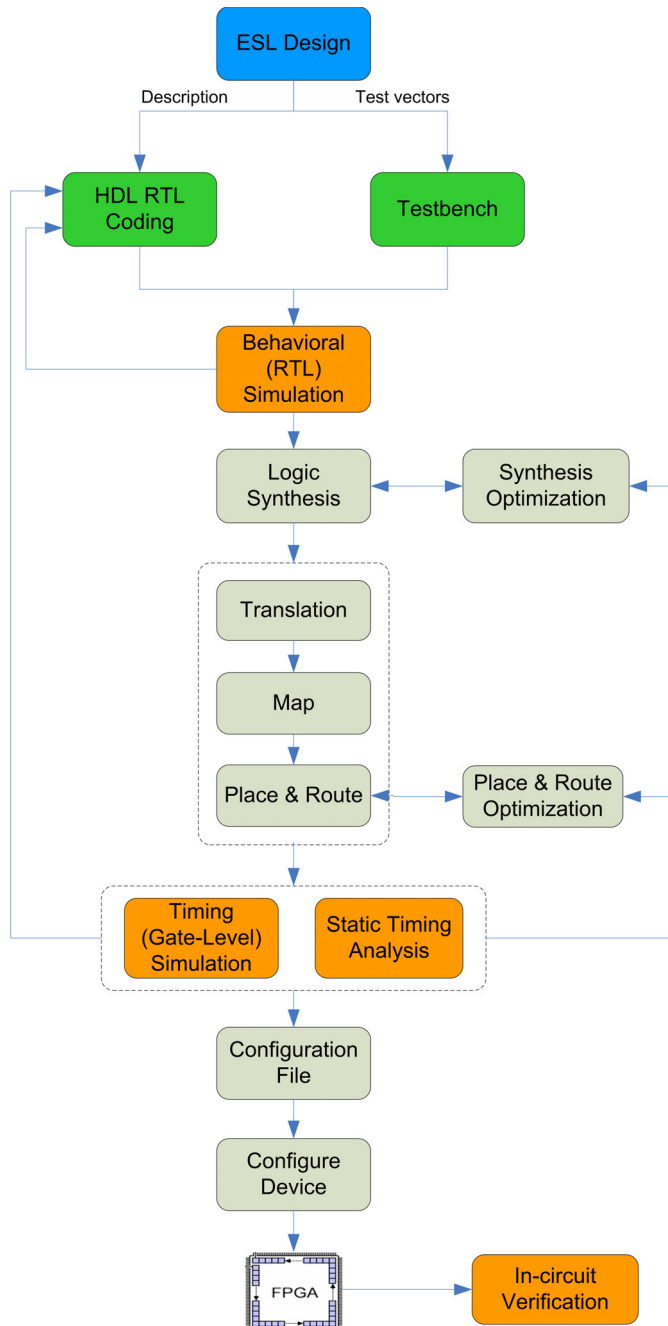 ESL Design
Description
Test vectors
HDL RTL
Coding
Testbench
Behavioral
(RTL)
Simulation
Logic
Synthesis
Synthesis
Optimization
Translation
Map
Place & Route
Place & Route
Optimization
Timing
(Gate-Level)
Simulation
Static Timing
Analysis
Configuration
File
Configure
Device
FPGA
In-circuit
Verification